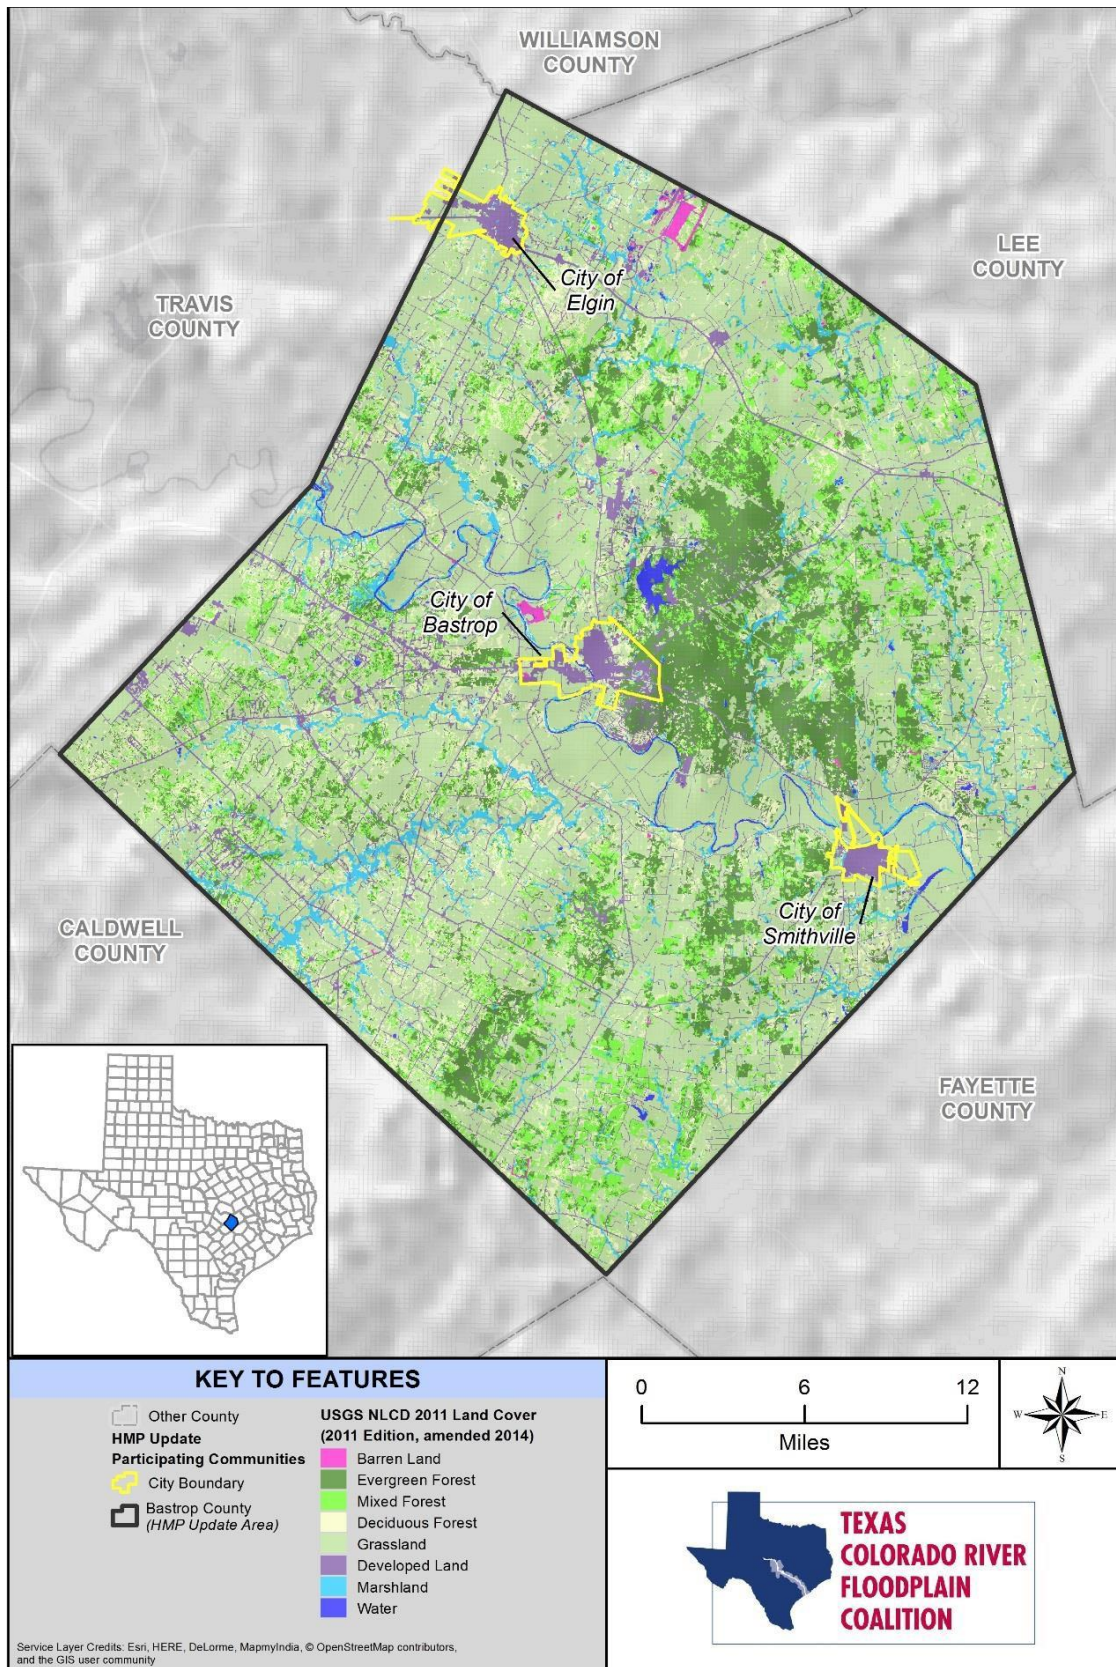 WILLIAMSON
COUNTY
LEE
COUNTY
City of
Elgin
TRAVIS
COUNTY
City of
Bastrop
City of
Smithville
CALDWELL
COUNTY
FAYETTE
COUNTY
KEY TO FEATURES
Other County
HMP Update
Participating Communities
City Boundary
Bastrop County
(HMP Update Area)
USGS NLCD 2011 Land Cover
(2011 Edition, amended 2014)
Barren Land
Evergreen Forest
Mixed Forest
Deciduous Forest
Grassland
Developed Land
Marshland
Water
Service Layer Credits: Esri, HERE, DeLorme, MapmyIndia, © OpenStreetMap contributors,
and the GIS user community
0 6 12
Miles
N
W E
S
TEXAS
COLORADO RIVER
FLOODPLAIN
COALITION